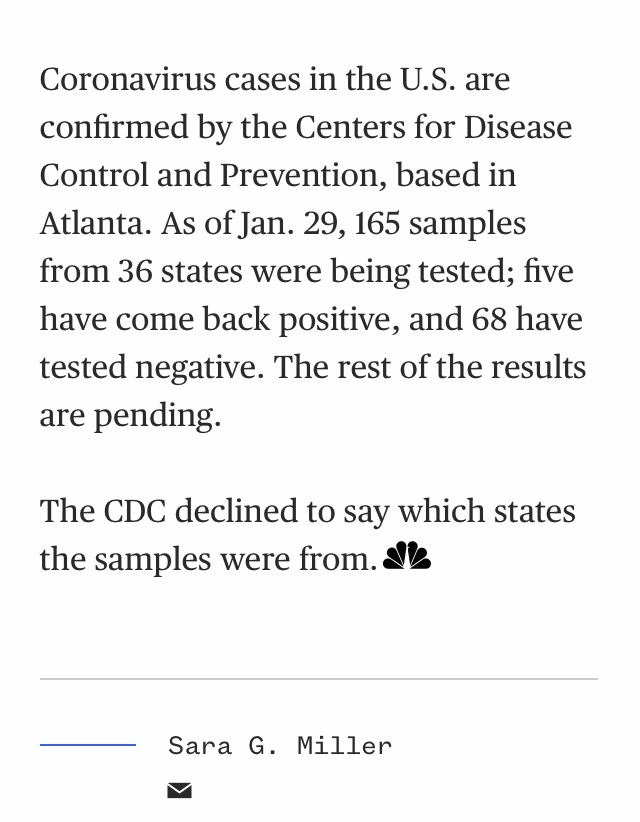 Coronavirus cases in the U.S. are
confirmed by the Centers for Disease
Control and Prevention, based in
Atlanta. As of Jan. 29, 165 samples
from 36 states were being tested; five
have come back positive, and 68 have
tested negative. The rest of the results
are pending.
The CDC declined to say which states
the samples were from.
Sara G. Miller